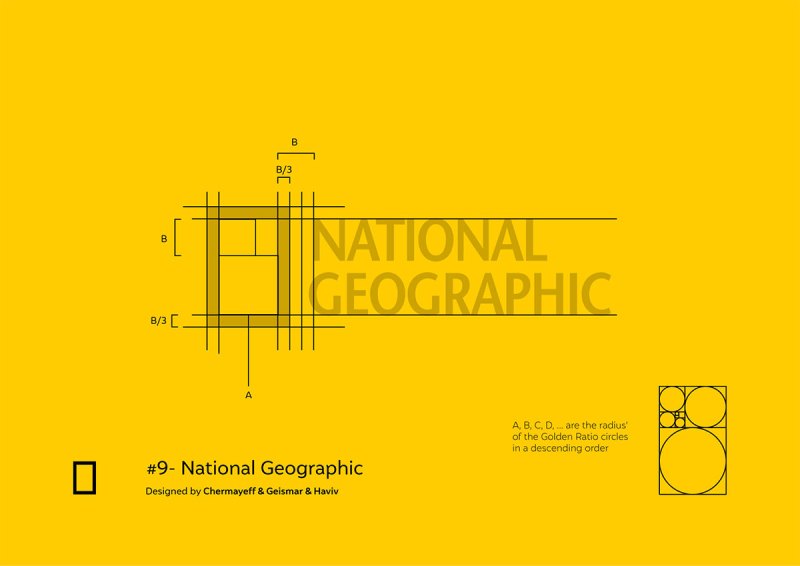 B
B/3
B
NATIONAL
GEOGRAPHIC
B/3
A
A, B, C, D, ... are the radius'
of the Golden Ratio circles
in a descending order
#9- National Geographic
Designed by Chermayeff & Geismar & Haviv